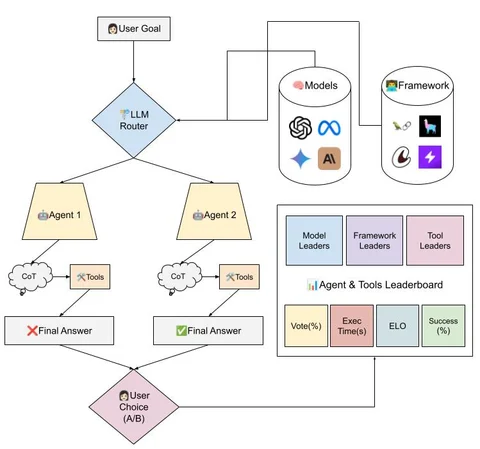 User Goal
LLM
Router
Models
Framework
Agent 1
Agent 2
CoT
Tools
CoT
Tools
Final Answer
Final Answer
User
Choice
(A/B)
Model
Leaders
Framework
Leaders
Tool
Leaders
Agent & Tools Leaderboard
Vote(%)
Exec
Time(s)
ELO
Success
(%)